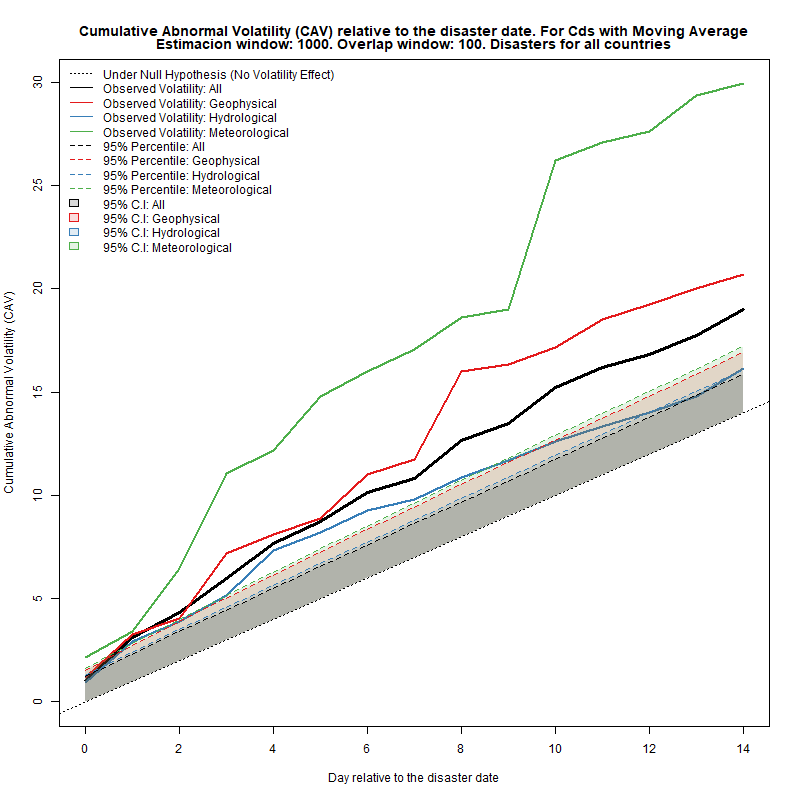 Cumulative Abnormal Volatility (CAV) relative to the disaster date. For Cds with Moving Average
Estimacion window: 1000. Overlap window: 100. Disasters for all countries
Under Null Hypothesis (No Volatility Effect)
Observed Volatility: All
Observed Volatility: Geophysical
Observed Volatility: Hydrological
Observed Volatility: Meteorological
95% Percentile: All
95% Percentile: Geophysical
95% Percentile: Hydrological
95% Percentile: Meteorological
95% C.I: All
95% C.I: Geophysical
95% C.I: Hydrological
95% C.I: Meteorological
Cumulative Abnormal Volatility (CAV)
30
25
20
15
10
5
0
0 2 4 6 8 10 12 14
Day relative to the disaster date